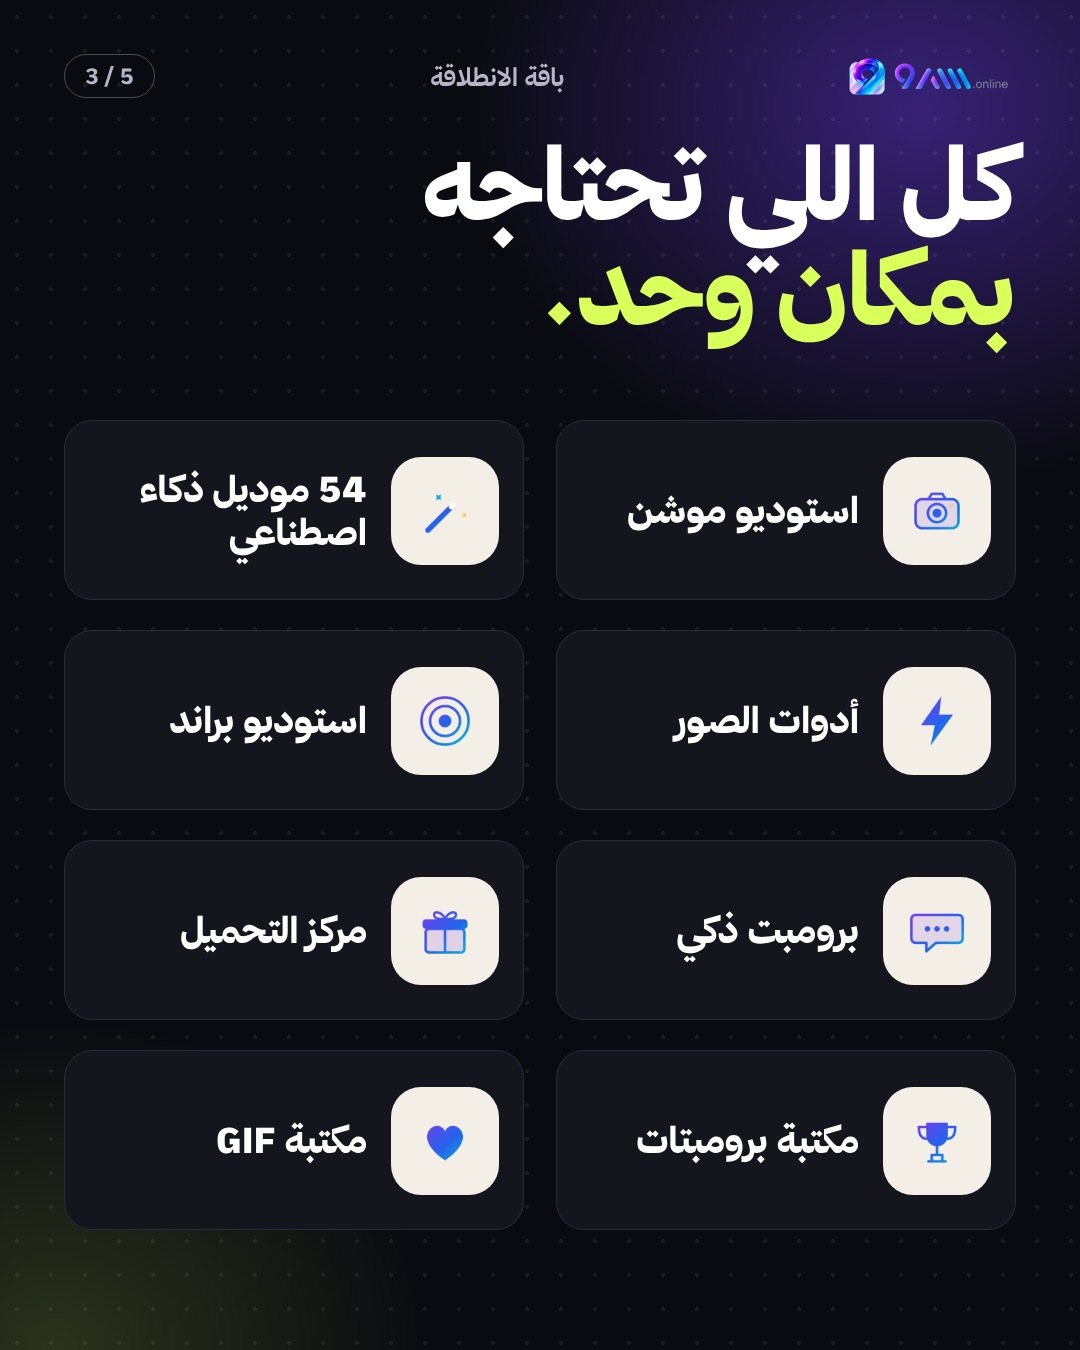 9AM.online
باقة الانطلاقة
3 / 5
كل اللي تحتاجه
بمكان وحد.
استوديو موشن
54 موديل ذكاء
اصطناعي
أدوات الصور
استوديو براند
برومبت ذكي
مركز التحميل
مكتبة برومبتات
مكتبة GIF